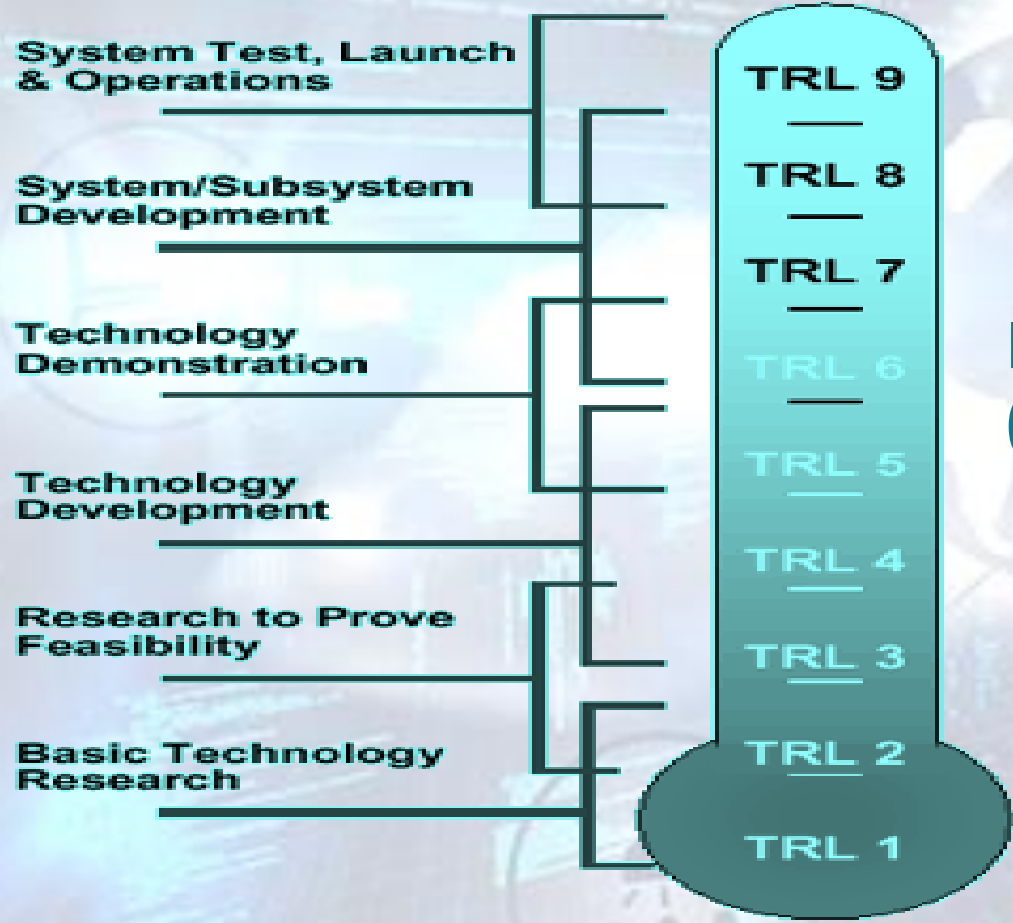 System Test, Launch
& Operations
System/Subsystem
Development
Technology
Demonstration
Technology
Development
Research to Prove
Feasibility
Basic Technology
Research
TRL 9
TRL 8
TRL 7
TRL 6
TRL 5
TRL 4
TRL 3
TRL 2
TRL 1